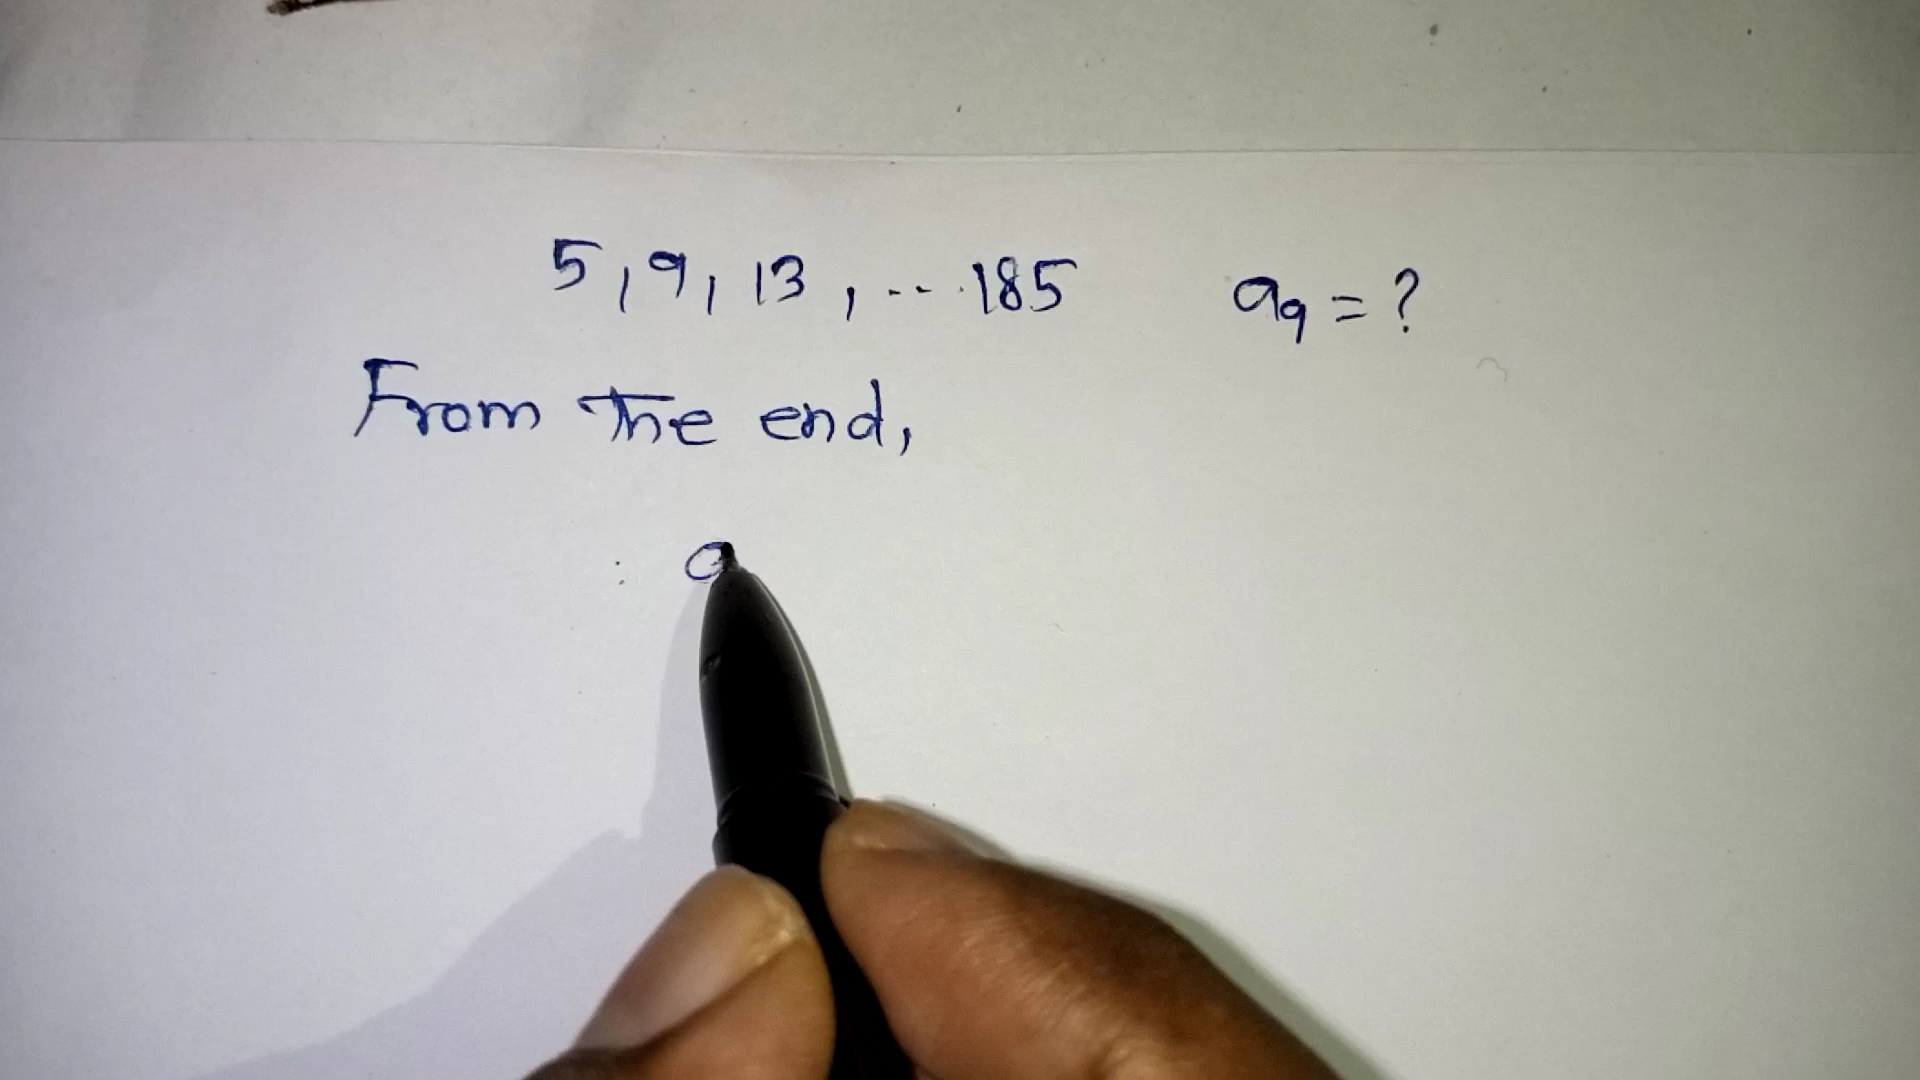 5, 9, 13, ... 185 a9 = ?
From the end,
a